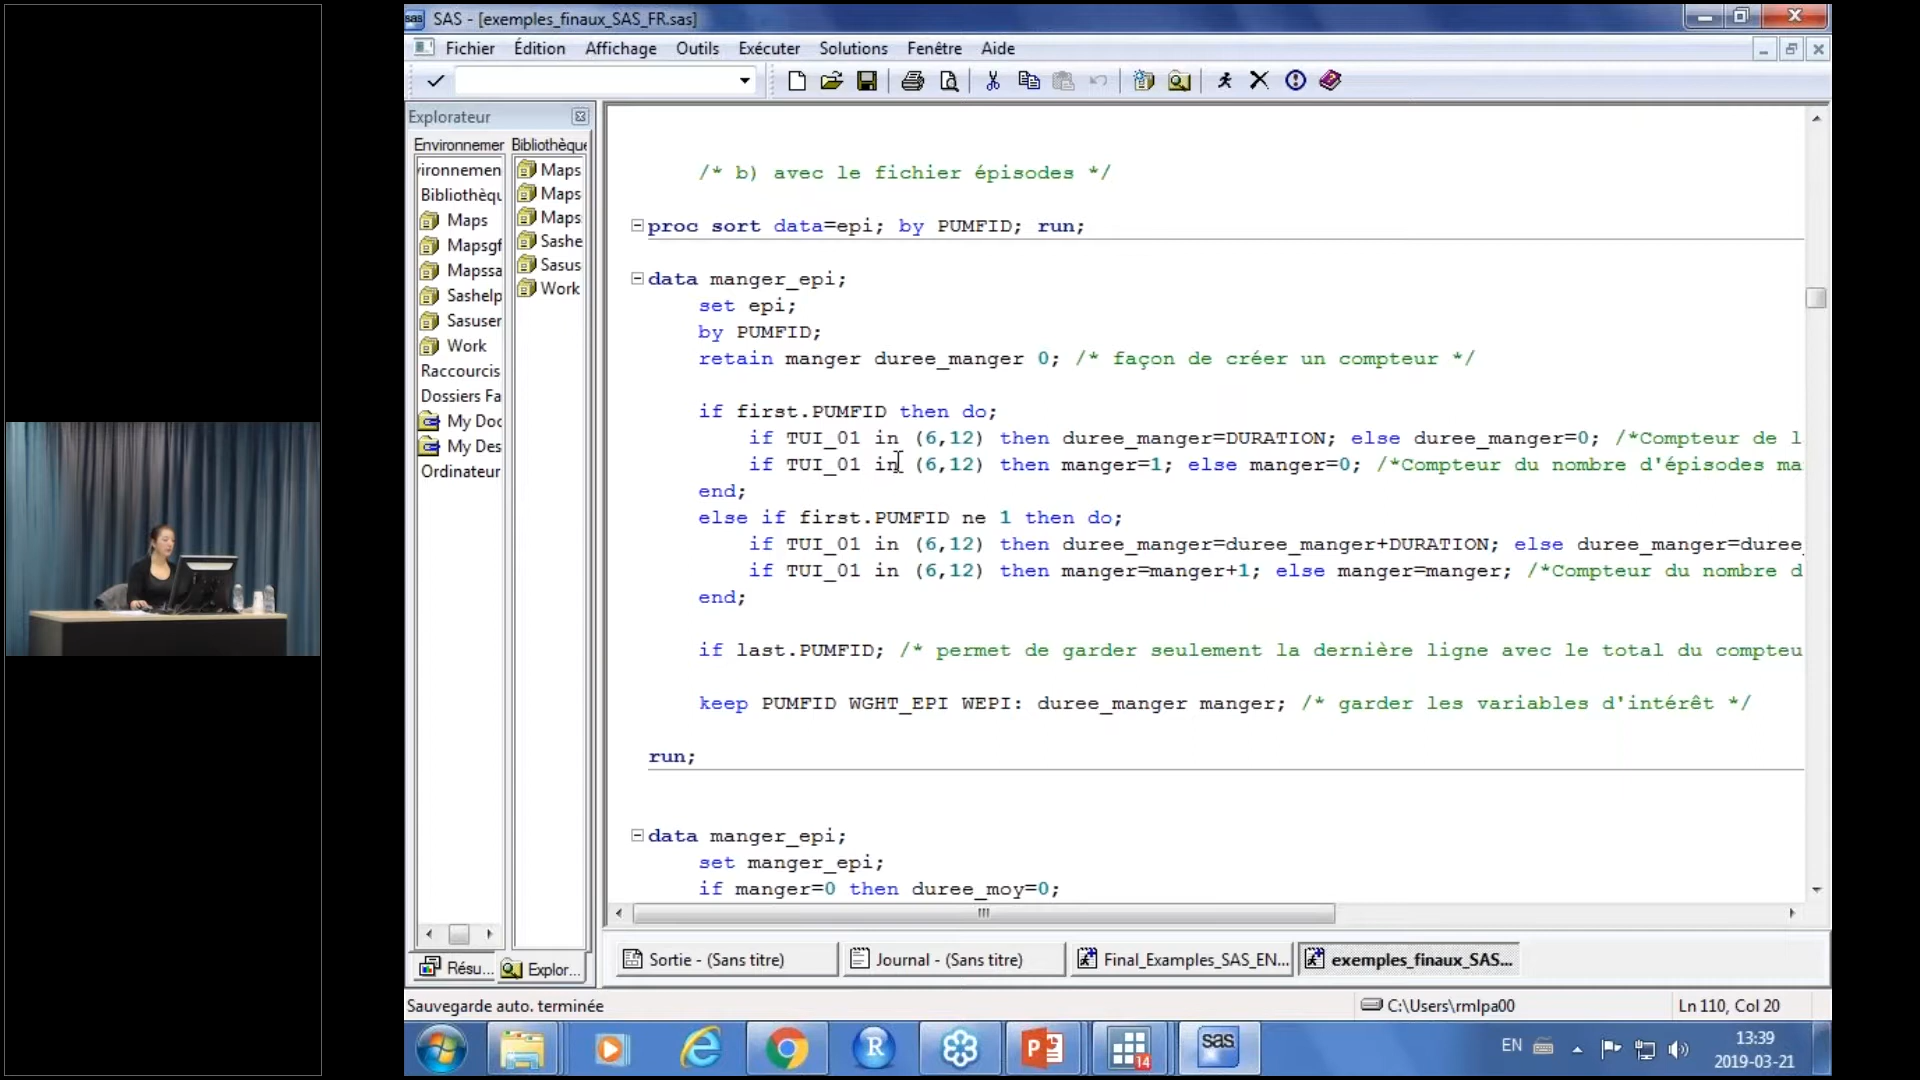 SAS - [exemples_finaux_SAS_FR.sas]
Fichier Édition Affichage Outils Exécuter Solutions Fenêtre Aide
Explorateur
Environnemen Bibliothèque
vironnemen
Bibliothèqu
Maps
Mapsgf
Mapssa
Sashelp
Sasuser
Work
Raccourcis
Dossiers Fa
My Doc
My Des
Ordinateur
Maps
Maps
Maps
Sashe
Sasus
Work
/* b) avec le fichier épisodes */
proc sort data=epi; by PUMFID; run;
data manger_epi;
set epi;
by PUMFID;
retain manger duree_manger 0; /* façon de créer un compteur */
if first.PUMFID then do;
if TUI_01 in (6,12) then duree_manger=DURATION; else duree_manger=0; /*Compteur de l
if TUI_01 in (6,12) then manger=1; else manger=0; /*Compteur du nombre d'épisodes ma
end;
else if first.PUMFID ne 1 then do;
if TUI_01 in (6,12) then duree_manger=duree_manger+DURATION; else duree_manger=duree_
if TUI_01 in (6,12) then manger=manger+1; else manger=manger; /*Compteur du nombre d
end;
if last.PUMFID; /* permet de garder seulement la dernière ligne avec le total du compteu
keep PUMFID WGHT_EPI WEPI: duree_manger manger; /* garder les variables d'intérêt */
run;
data manger_epi;
set manger_epi;
if manger=0 then duree_moy=0;
Résu... Explor...
Sortie - (Sans titre) Journal - (Sans titre) Final_Examples_SAS_EN... exemples_finaux_SAS...
Sauvegarde auto. terminée C:\Users\rmlpa00 Ln 110, Col 20
R P 14 sas
EN 13:39
2019-03-21